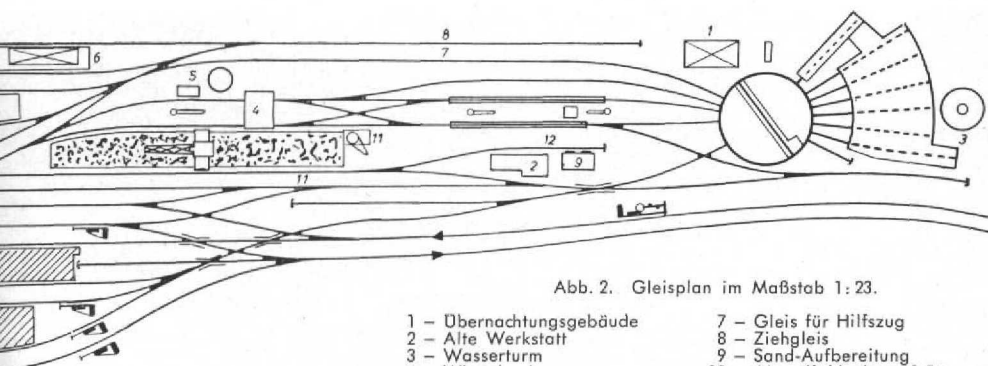 8
1
7
6
5
4
11
3
12
2
9
11
Abb. 2. Gleisplan im Maßstab 1:23.
1 – Übernachtungsgebäude
2 – Alte Werkstatt
3 – Wasserturm
7 – Gleis für Hilfszug
8 – Ziehgleis
9 – Sand-Aufbereitung